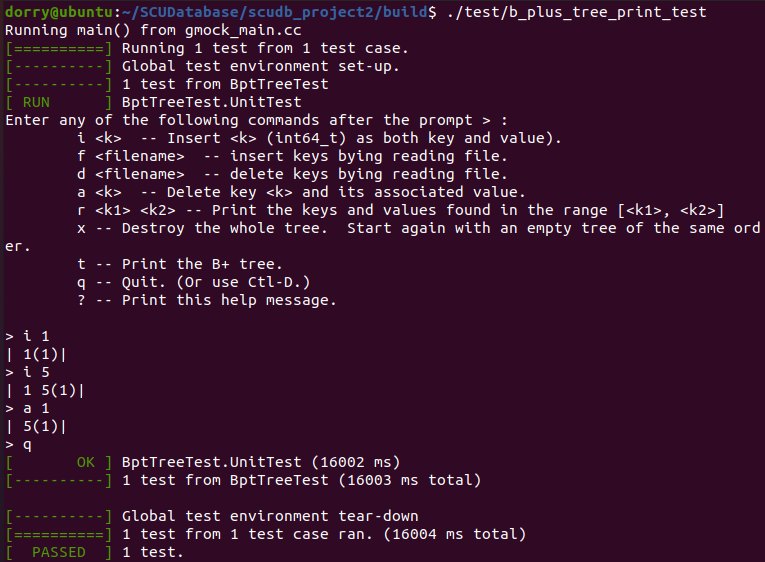 dorry@ubuntu:~/SCUDatabase/scudb_project2/build$ ./test/b_plus_tree_print_test
Running main() from gmock_main.cc
[==========] Running 1 test from 1 test case.
[----------] Global test environment set-up.
[----------] 1 test from BptTreeTest
[ RUN      ] BptTreeTest.UnitTest
Enter any of the following commands after the prompt > :
        i <k>  -- Insert <k> (int64_t) as both key and value).
        f <filename>  -- insert keys bying reading file.
        d <filename>  -- delete keys bying reading file.
        a <k>  -- Delete key <k> and its associated value.
        r <k1> <k2> -- Print the keys and values found in the range [<k1>, <k2>]
        x -- Destroy the whole tree.  Start again with an empty tree of the same ord
er.
        t -- Print the B+ tree.
        q -- Quit. (Or use Ctl-D.)
        ? -- Print this help message.

> i 1
| 1(1)|
> i 5
| 1 5(1)|
> a 1
| 5(1)|
> q
[       OK ] BptTreeTest.UnitTest (16002 ms)
[----------] 1 test from BptTreeTest (16003 ms total)

[----------] Global test environment tear-down
[==========] 1 test from 1 test case ran. (16004 ms total)
[  PASSED  ] 1 test.